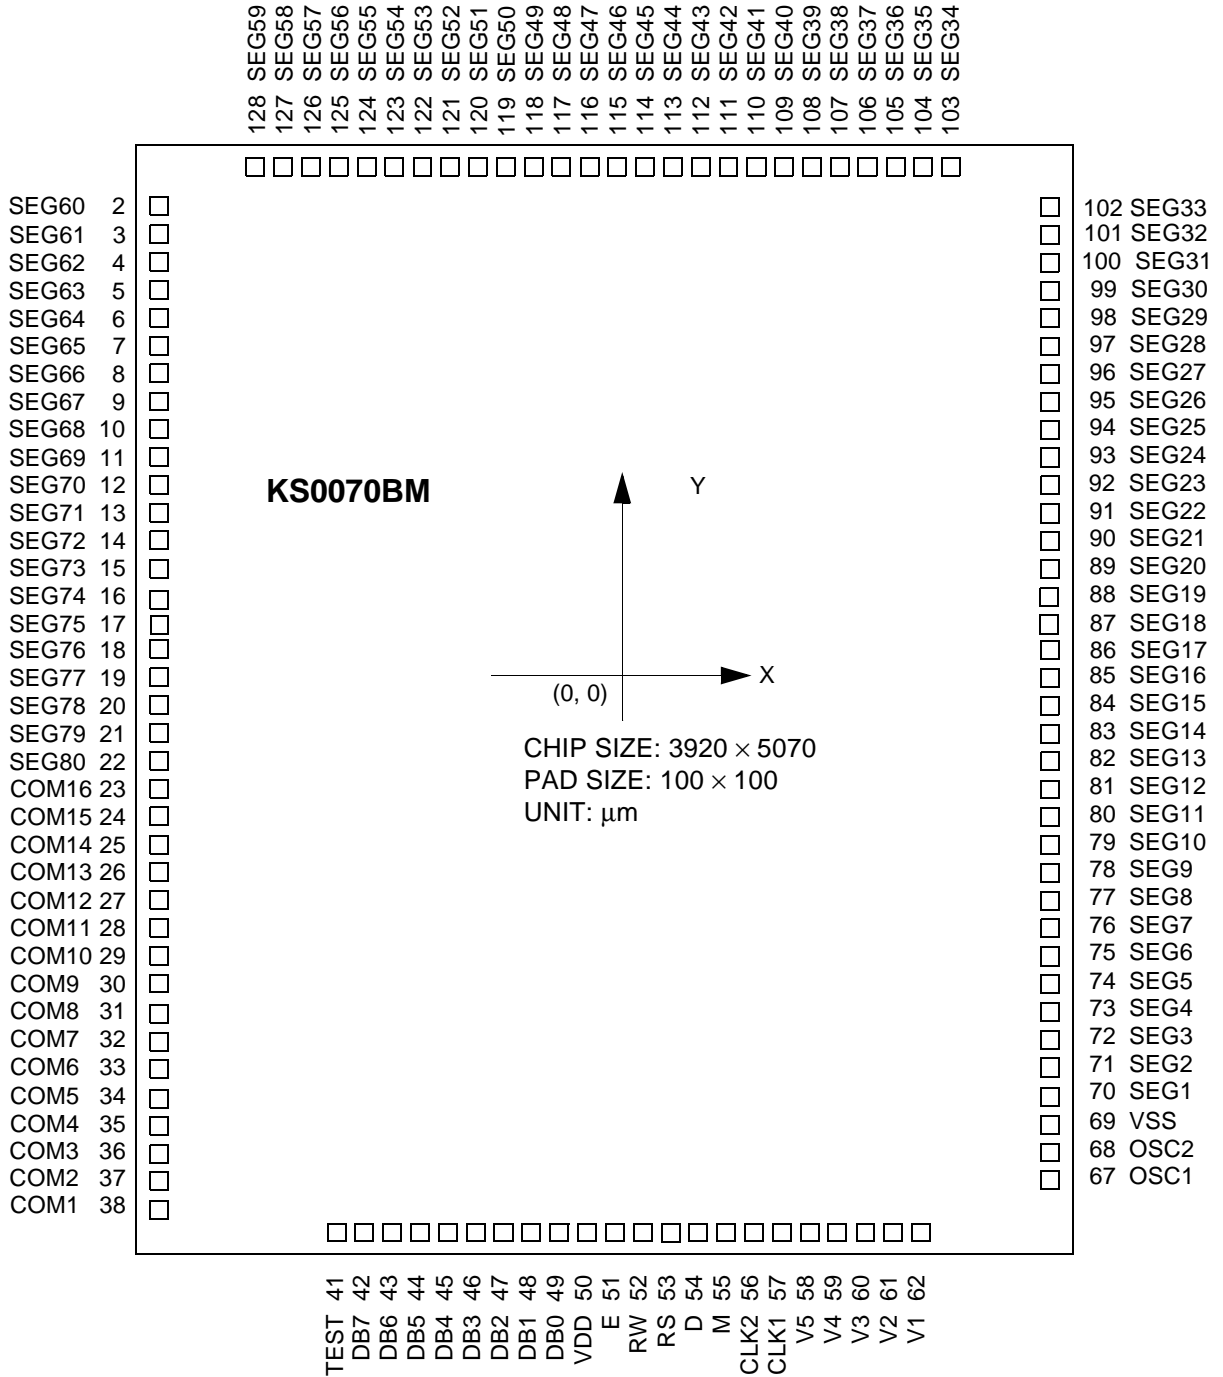 128 SEG59
127 SEG58
126 SEG57
125 SEG56
124 SEG55
123 SEG54
122 SEG53
121 SEG52
120 SEG51
119 SEG50
118 SEG49
117 SEG48
116 SEG47
115 SEG46
114 SEG45
113 SEG44
112 SEG43
111 SEG42
110 SEG41
109 SEG40
108 SEG39
107 SEG38
106 SEG37
105 SEG36
104 SEG35
103 SEG34
SEG60 2
SEG61 3
SEG62 4
SEG63 5
SEG64 6
SEG65 7
SEG66 8
SEG67 9
SEG68 10
SEG69 11
SEG70 12
SEG71 13
SEG72 14
SEG73 15
SEG74 16
SEG75 17
SEG76 18
SEG77 19
SEG78 20
SEG79 21
SEG80 22
COM16 23
COM15 24
COM14 25
COM13 26
COM12 27
COM11 28
COM10 29
COM9 30
COM8 31
COM7 32
COM6 33
COM5 34
COM4 35
COM3 36
COM2 37
COM1 38
KS0070BM
Y
X
(0, 0)
CHIP SIZE: 3920 × 5070
PAD SIZE: 100 × 100
UNIT: μm
102 SEG33
101 SEG32
100 SEG31
99 SEG30
98 SEG29
97 SEG28
96 SEG27
95 SEG26
94 SEG25
93 SEG24
92 SEG23
91 SEG22
90 SEG21
89 SEG20
88 SEG19
87 SEG18
86 SEG17
85 SEG16
84 SEG15
83 SEG14
82 SEG13
81 SEG12
80 SEG11
79 SEG10
78 SEG9
77 SEG8
76 SEG7
75 SEG6
74 SEG5
73 SEG4
72 SEG3
71 SEG2
70 SEG1
69 VSS
68 OSC2
67 OSC1
TEST 41
DB7 42
DB6 43
DB5 44
DB4 45
DB3 46
DB2 47
DB1 48
DB0 49
VDD 50
E 51
RW 52
RS 53
D 54
M 55
CLK2 56
CLK1 57
V5 58
V4 59
V3 60
V2 61
V1 62